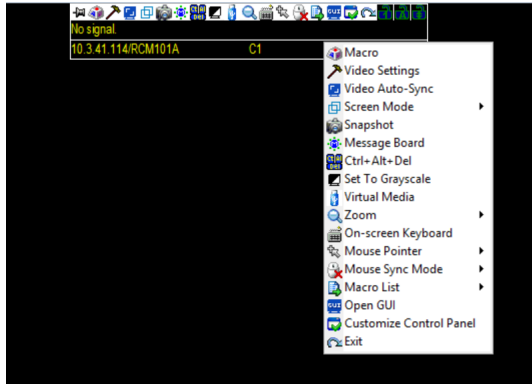 No signal.
10.3.41.114/RCM101A C1
Macro
Video Settings
Video Auto-Sync
Screen Mode
Snapshot
Message Board
Ctrl+Alt+Del
Set To Grayscale
Virtual Media
Zoom
On-screen Keyboard
Mouse Pointer
Mouse Sync Mode
Macro List
Open GUI
Customize Control Panel
Exit